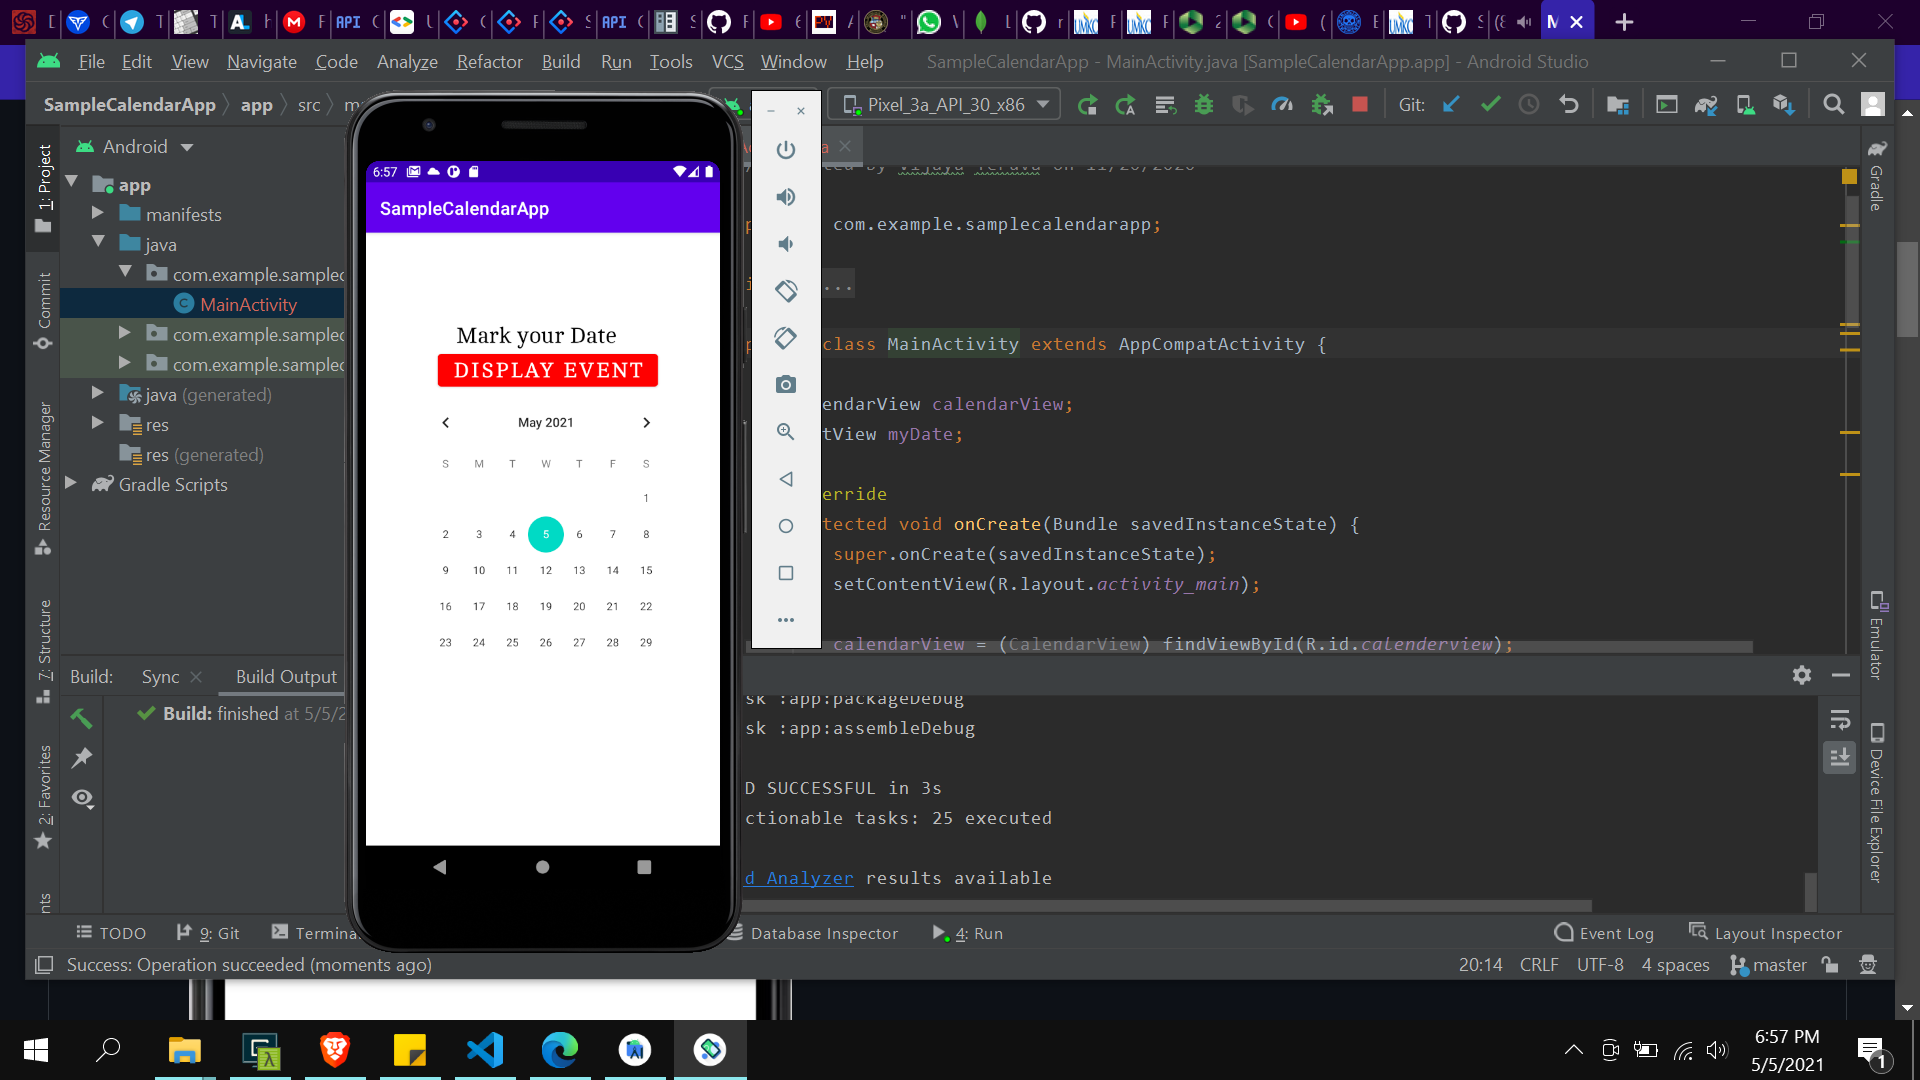 File Edit View Navigate Code Analyze Refactor Build Run Tools VCS Window Help SampleCalendarApp - MainActivity.java [SampleCalendarApp.app] - Android Studio
SampleCalendarApp app src
Pixel_3a_API_30_x86
Git:
1: Project
Commit
Resource Manager
7: Structure
2: Favorites
Android
app
manifests
java
com.example.samplec
MainActivity
com.example.samplec
com.example.samplec
java (generated)
res
res (generated)
Gradle Scripts
6:57
SampleCalendarApp
Mark your Date
DISPLAY EVENT
May 2021
S M T W T F S
1
2 3 4 5 6 7 8
9 10 11 12 13 14 15
16 17 18 19 20 21 22
23 24 25 26 27 28 29
com.example.samplecalendarapp;
...
class MainActivity extends AppCompatActivity {
endarView calendarView;
tView myDate;
erride
tected void onCreate(Bundle savedInstanceState) {
super.onCreate(savedInstanceState);
setContentView(R.layout.activity_main);
calendarView = (CalendarView) findViewById(R.id.calenderview);
Gradle
Emulator
Device File Explorer
Build: Sync Build Output
Build: finished at 5/5/2
sk :app:packageDebug
sk :app:assembleDebug
D SUCCESSFUL in 3s
ctionable tasks: 25 executed
d Analyzer results available
TODO 9: Git Termina Database Inspector 4: Run Event Log Layout Inspector
Success: Operation succeeded (moments ago) 20:14 CRLF UTF-8 4 spaces master
6:57 PM
5/5/2021
1